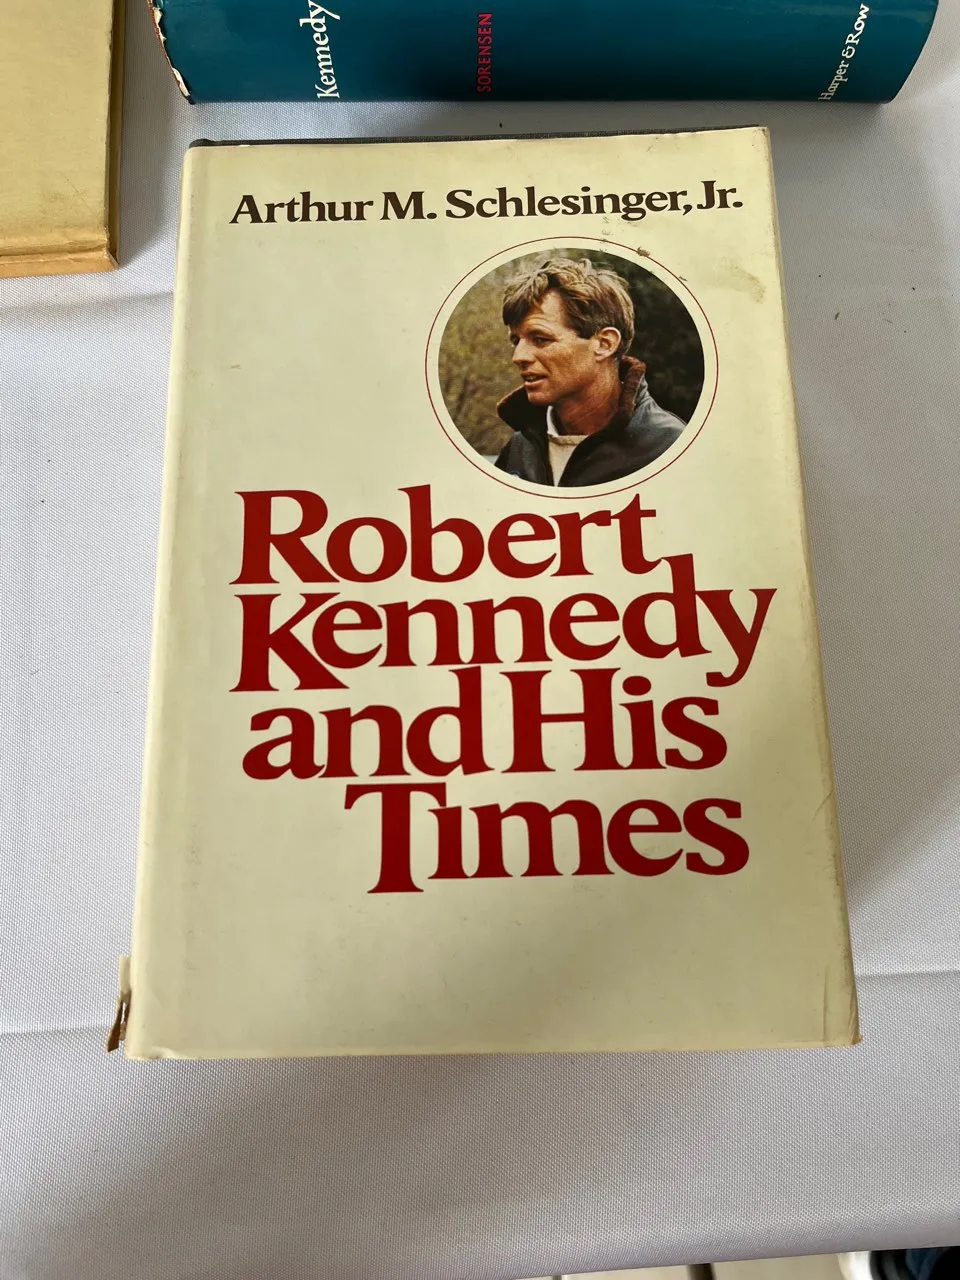 Kennedy
SORENSEN
Harper & Row
Arthur M. Schlesinger, Jr.
Robert
Kennedy
and His
Times